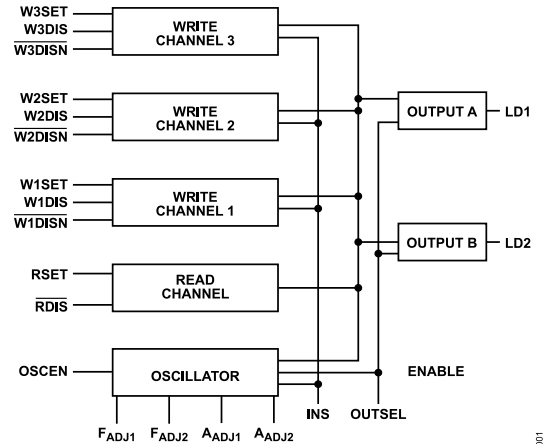 W3SET
W3DIS
W3DISN
WRITE
CHANNEL 3
W2SET
W2DIS
W2DISN
WRITE
CHANNEL 2
OUTPUT A
LD1
W1SET
W1DIS
W1DISN
WRITE
CHANNEL 1
OUTPUT B
LD2
RSET
RDIS
READ
CHANNEL
OSCEN
OSCILLATOR
ENABLE
INS
OUTSEL
FADJ1
FADJ2
AADJ1
AADJ2
001